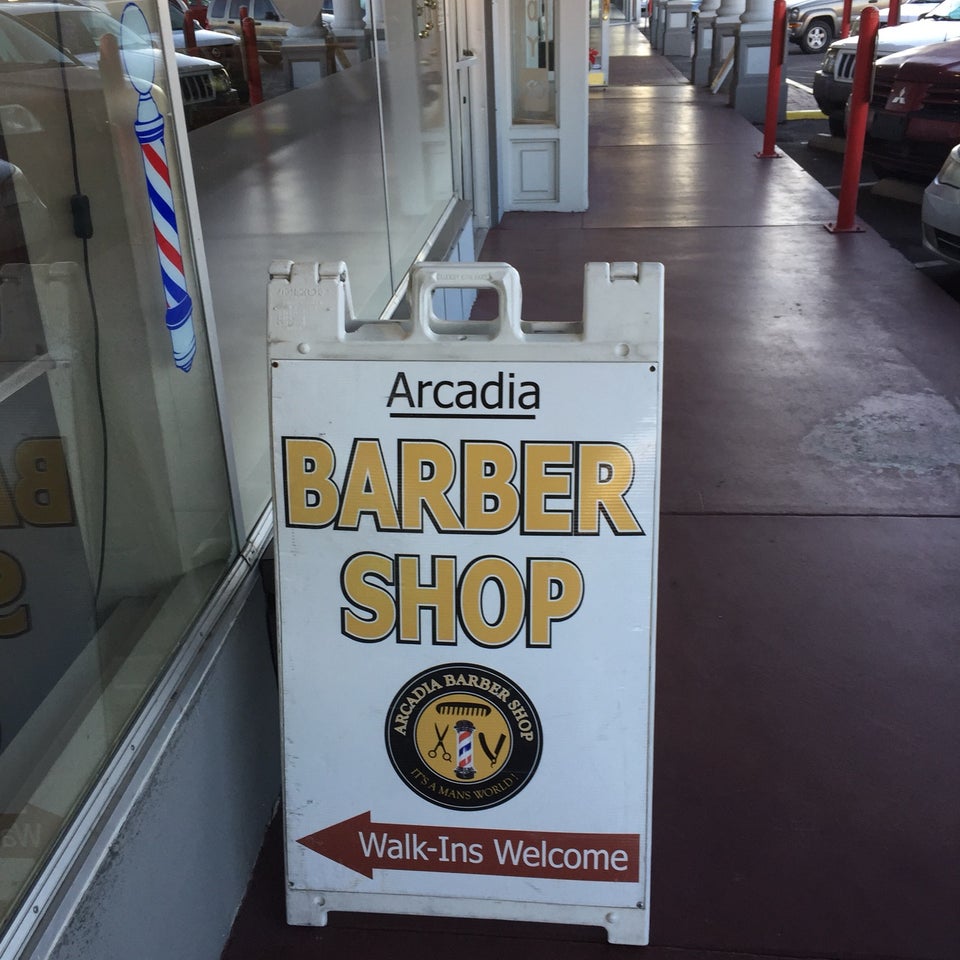 Arcadia
BARBER
SHOP
ARCADIA BARBER SHOP
IT'S A MANS WORLD!
Walk-Ins Welcome